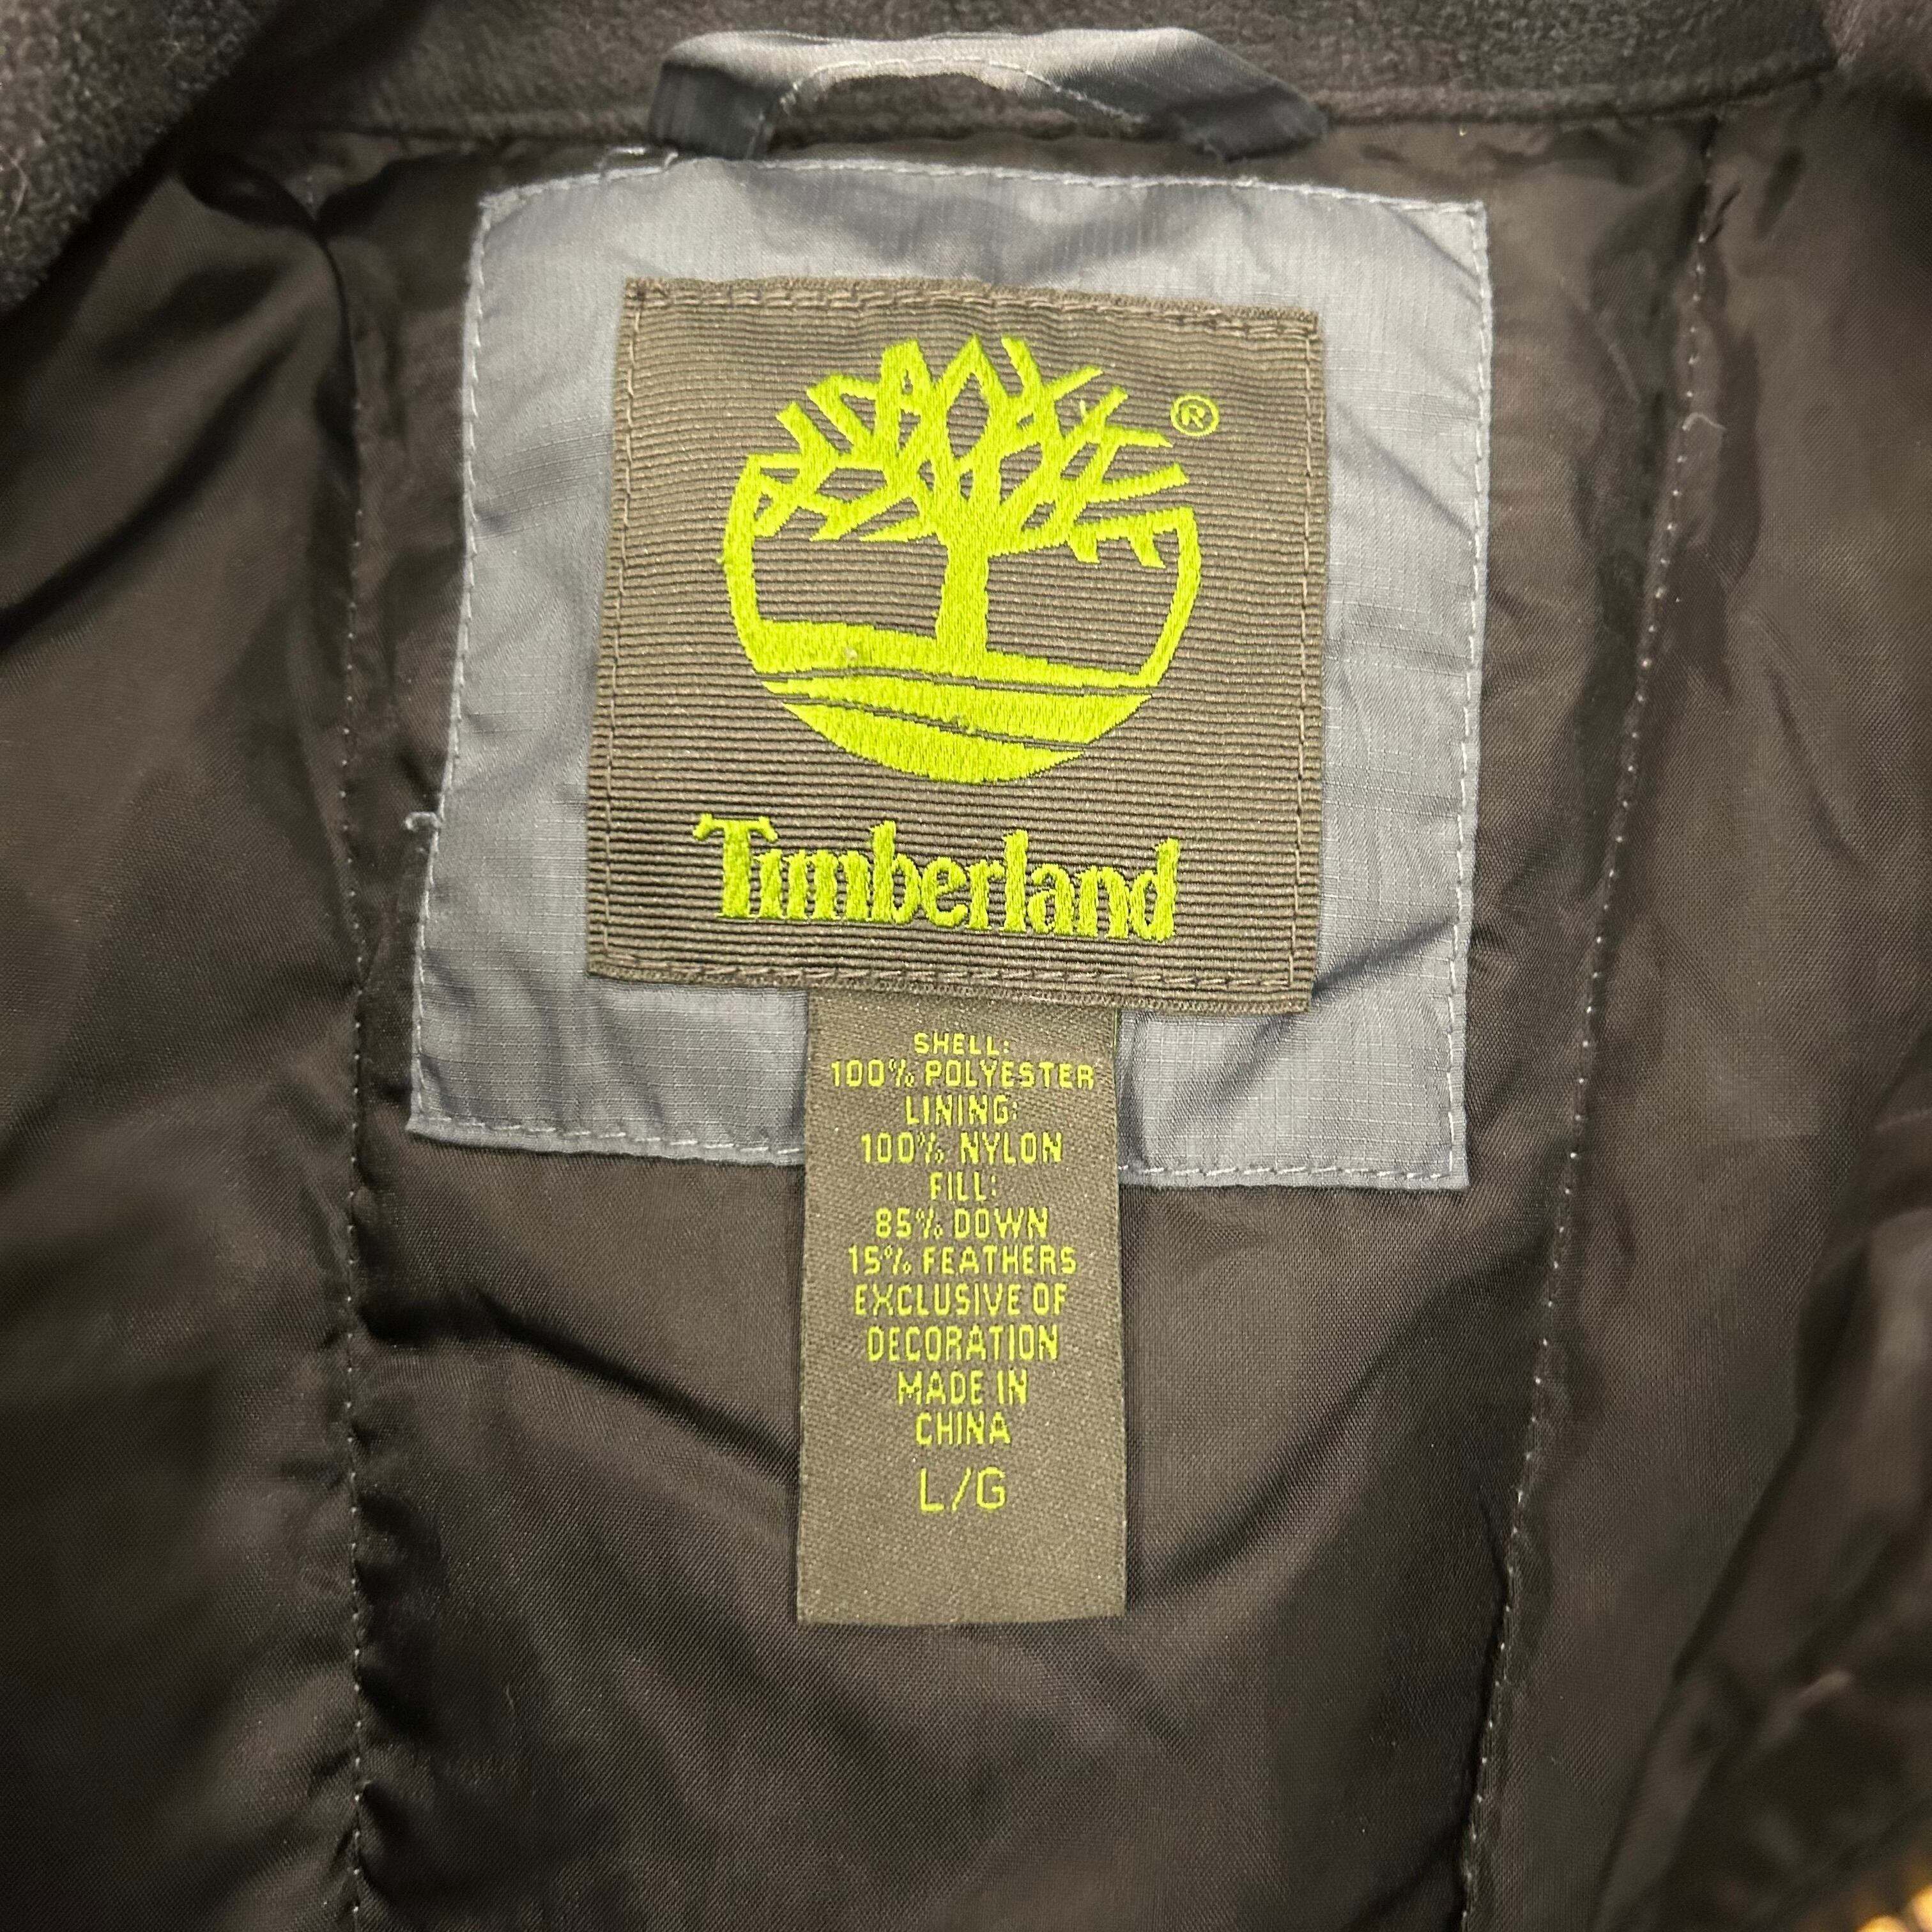 ®
Timberland
SHELL:
100% POLYESTER
LINING:
100% NYLON
FILL:
85% DOWN
15% FEATHERS
EXCLUSIVE OF
DECORATION
MADE IN
CHINA
L/G